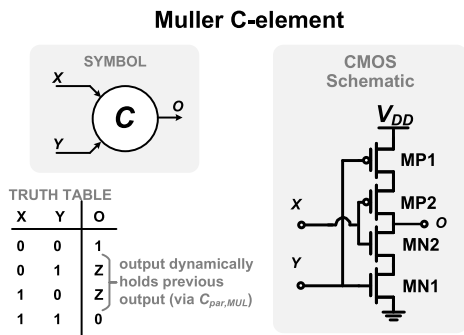 Muller C-element
SYMBOL
X
Y
C
O
TRUTH TABLE
X Y O
0 0 1
0 1 Z
1 0 Z
1 1 0
output dynamically
holds previous
output (via Cpar,MUL)
CMOS
Schematic
VDD
MP1
MP2
X
O
MN2
Y
MN1